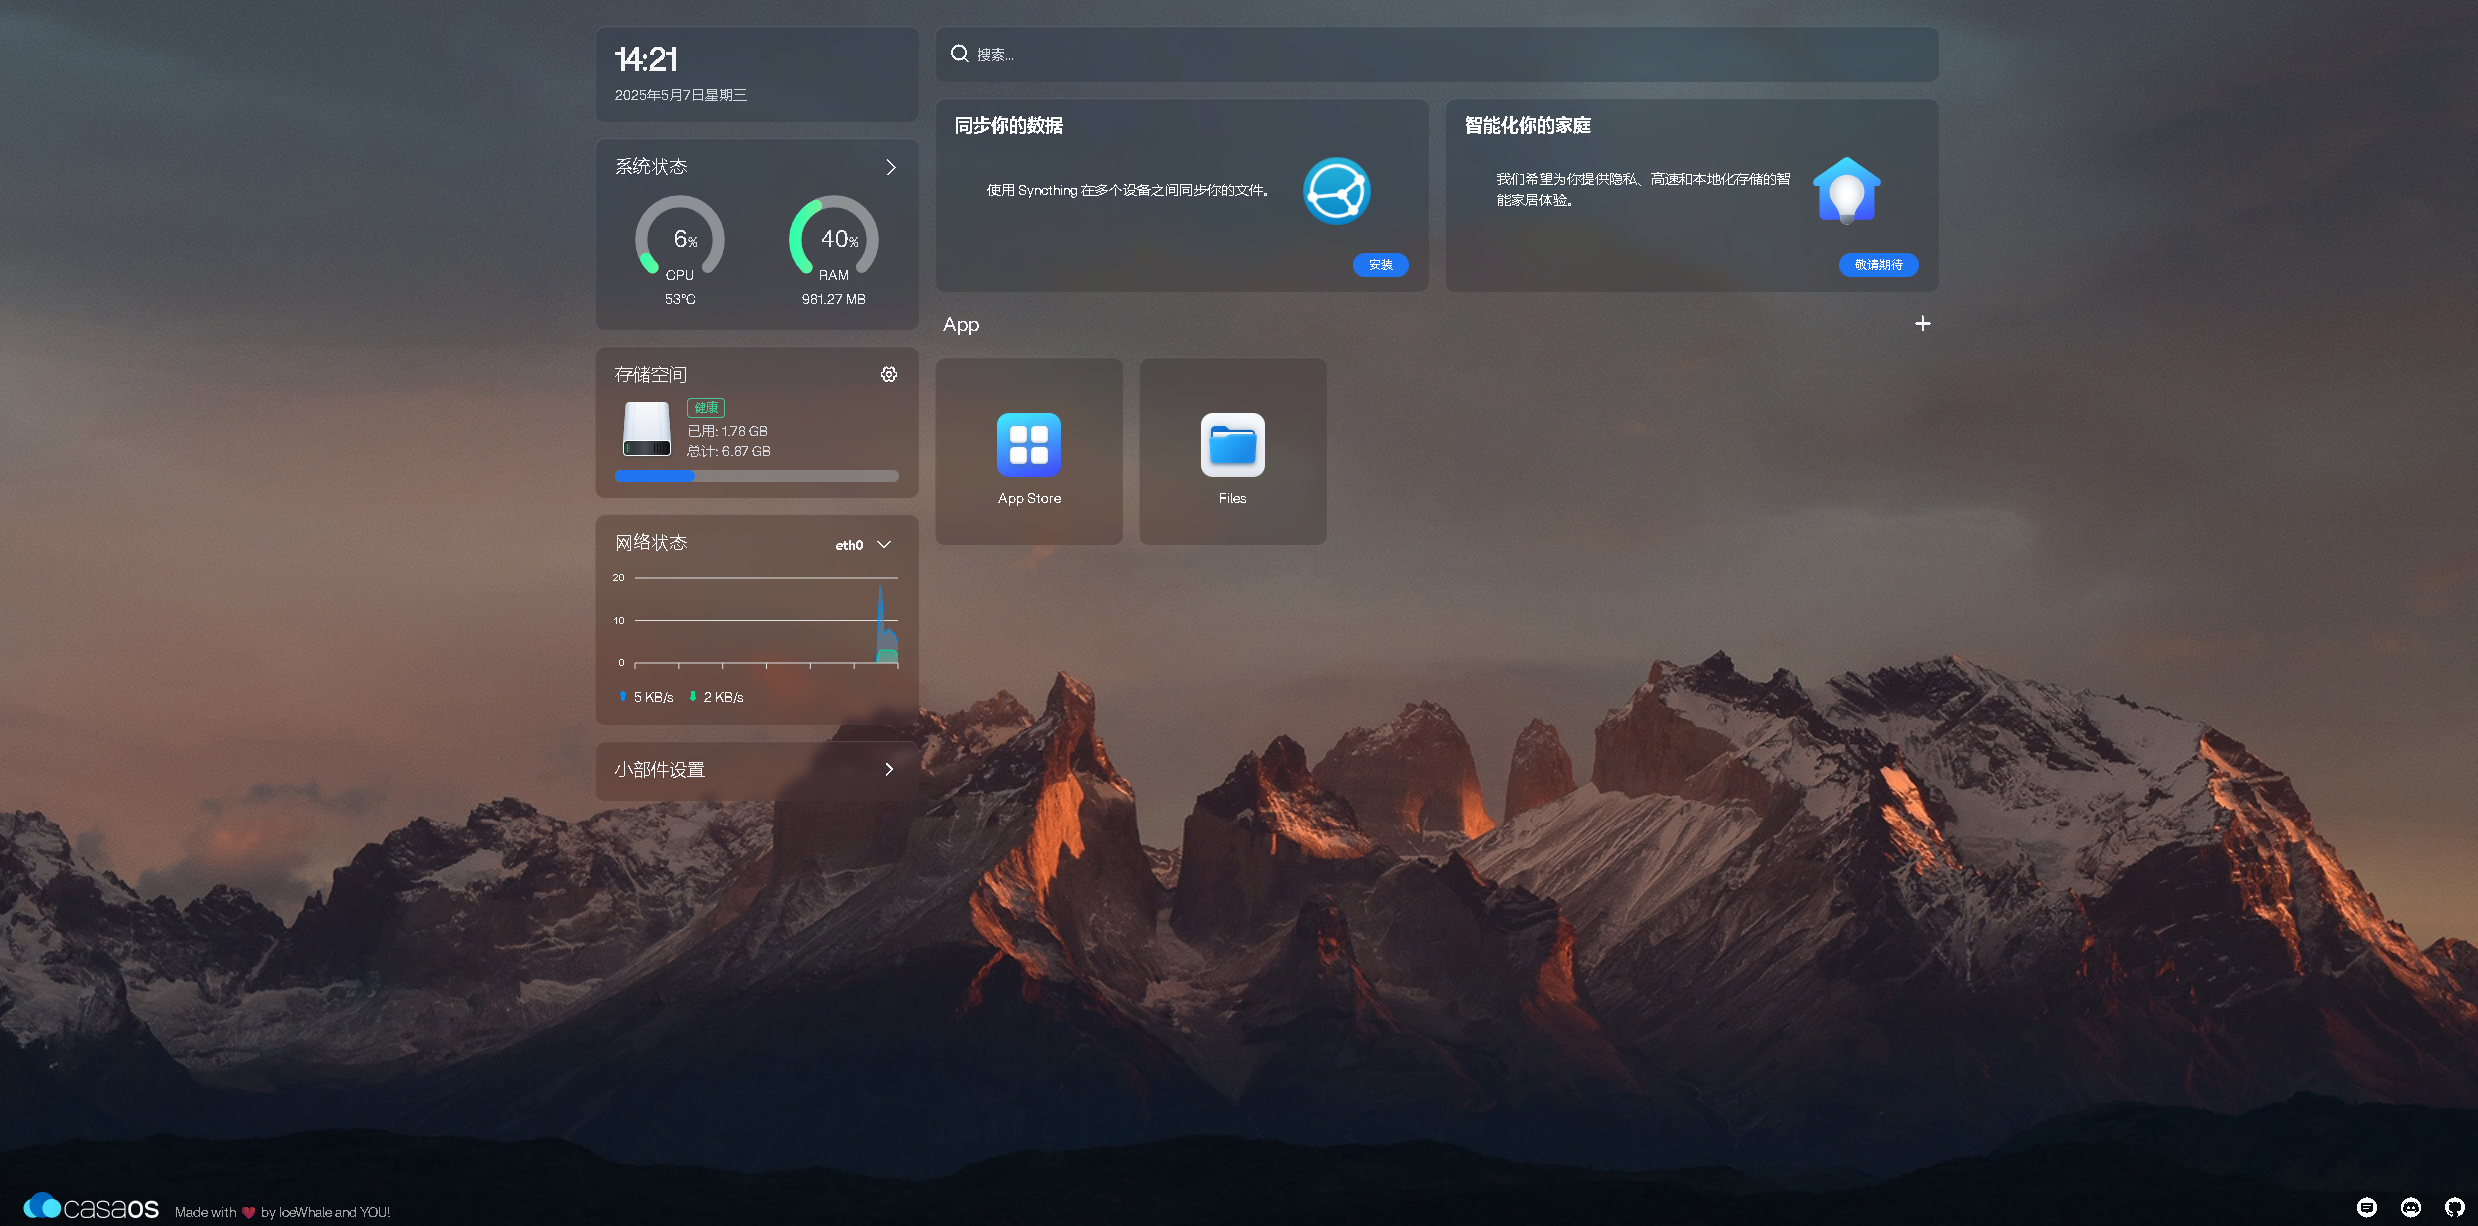 14:21
2025年5月7日星期三
系统状态
6%
CPU
53°C
40%
RAM
981.27 MB
存储空间
健康
已用: 1.78 GB
总计: 6.87 GB
网络状态
eth0
20
10
0
5 KB/s
2 KB/s
小部件设置
搜索...
同步你的数据
使用 Syncthing 在多个设备之间同步你的文件。
安装
智能化你的家庭
我们希望为你提供隐私、高速和本地化存储的智
能家居体验。
敬请期待
App
App Store
Files
casaos
Made with ❤️ by IceWhale and YOU!